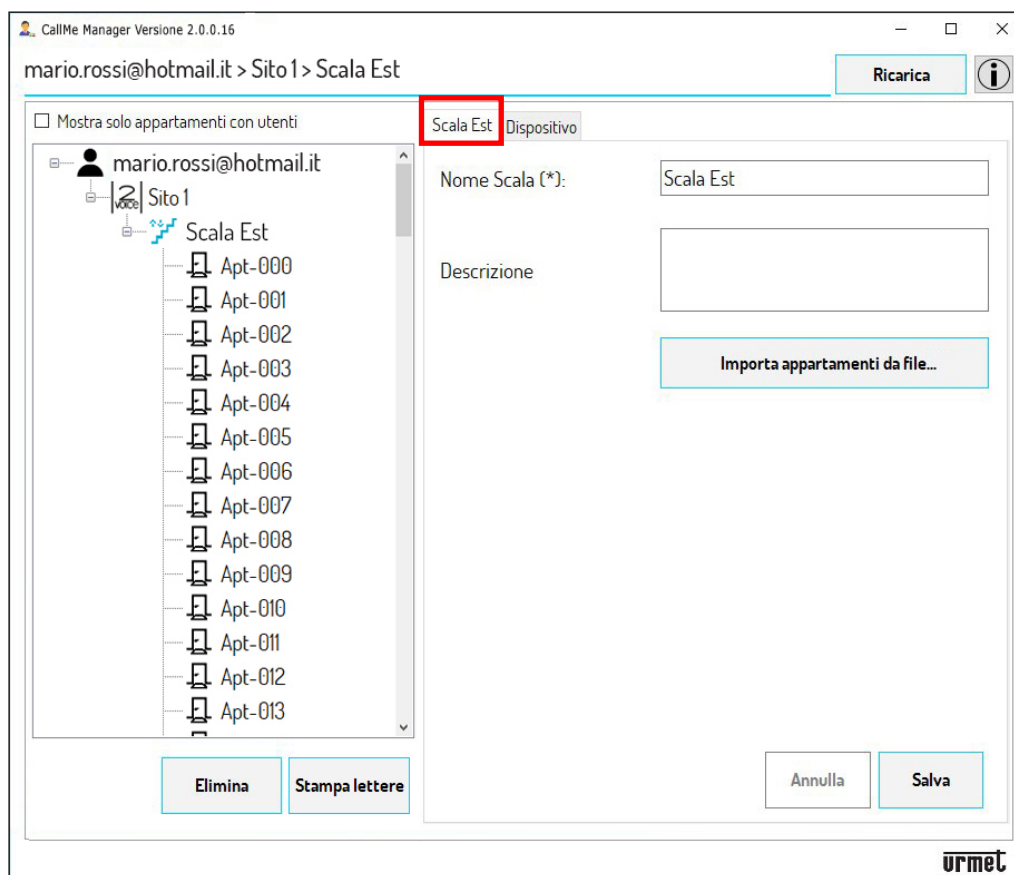 CallMe Manager Versione 2.0.0.16
mario.rossi@hotmail.it > Sito 1 > Scala Est
Ricarica
i
Mostra solo appartamenti con utenti
mario.rossi@hotmail.it
2 voice Sito 1
Scala Est
Apt-000
Apt-001
Apt-002
Apt-003
Apt-004
Apt-005
Apt-006
Apt-007
Apt-008
Apt-009
Apt-010
Apt-011
Apt-012
Apt-013
Elimina
Stampa lettere
Scala Est
Dispositivo
Nome Scala (*):
Scala Est
Descrizione
Importa appartamenti da file...
Annulla
Salva
urmet